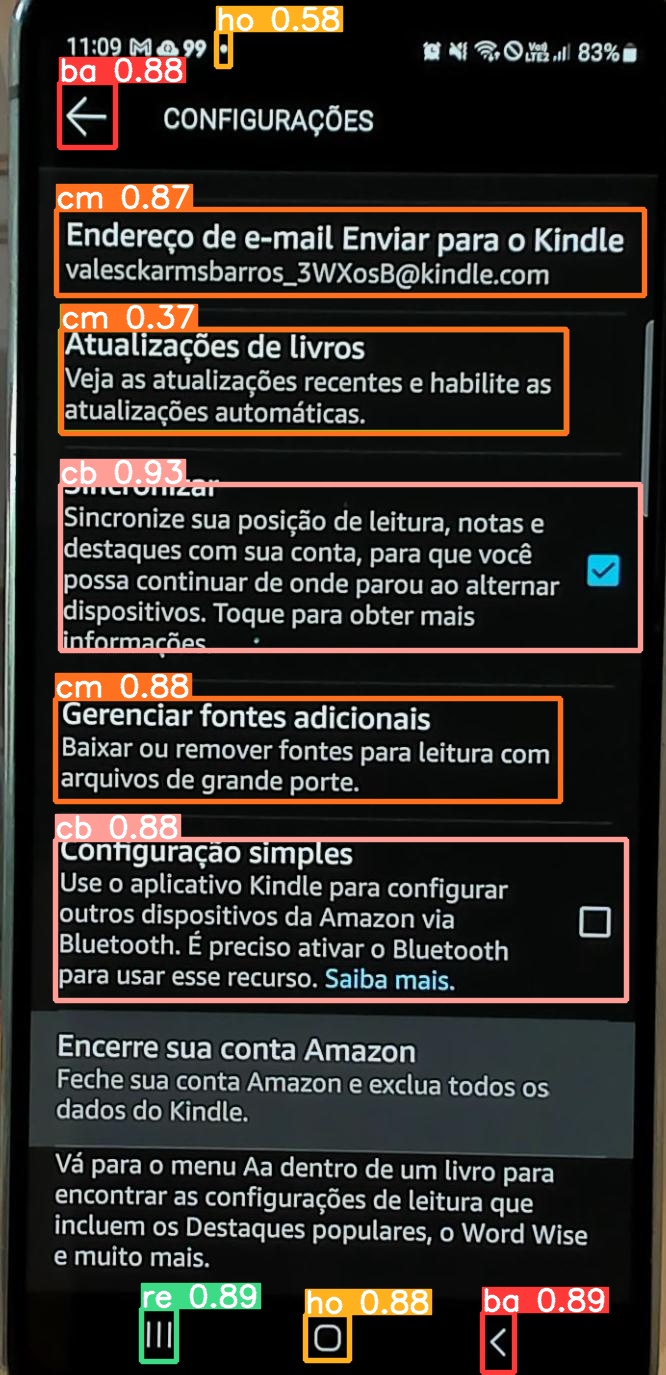 ho 0.58
11:09 99 Vo) LTE2 83%
ba 0.88
CONFIGURAÇÕES
cm 0.87
Endereço de e-mail Enviar para o Kindle
valesckarmsbarros_3WXosB@kindle.com
cm 0.37
Atualizações de livros
Veja as atualizações recentes e habilite as
atualizações automáticas.
cb 0.93
Sincronizar
Sincronize sua posição de leitura, notas e
destaques com sua conta, para que você
possa continuar de onde parou ao alternar
dispositivos. Toque para obter mais
informações.
cm 0.88
Gerenciar fontes adicionais
Baixar ou remover fontes para leitura com
arquivos de grande porte.
cb 0.88
Configuração simples
Use o aplicativo Kindle para configurar
outros dispositivos da Amazon via
Bluetooth. É preciso ativar o Bluetooth
para usar esse recurso. Saiba mais.
Encerre sua conta Amazon
Feche sua conta Amazon e exclua todos os
dados do Kindle.
Vá para o menu Aa dentro de um livro para
encontrar as configurações de leitura que
incluem os Destaques populares, o Word Wise
e muito mais.
re 0.89
ho 0.88
ba 0.89